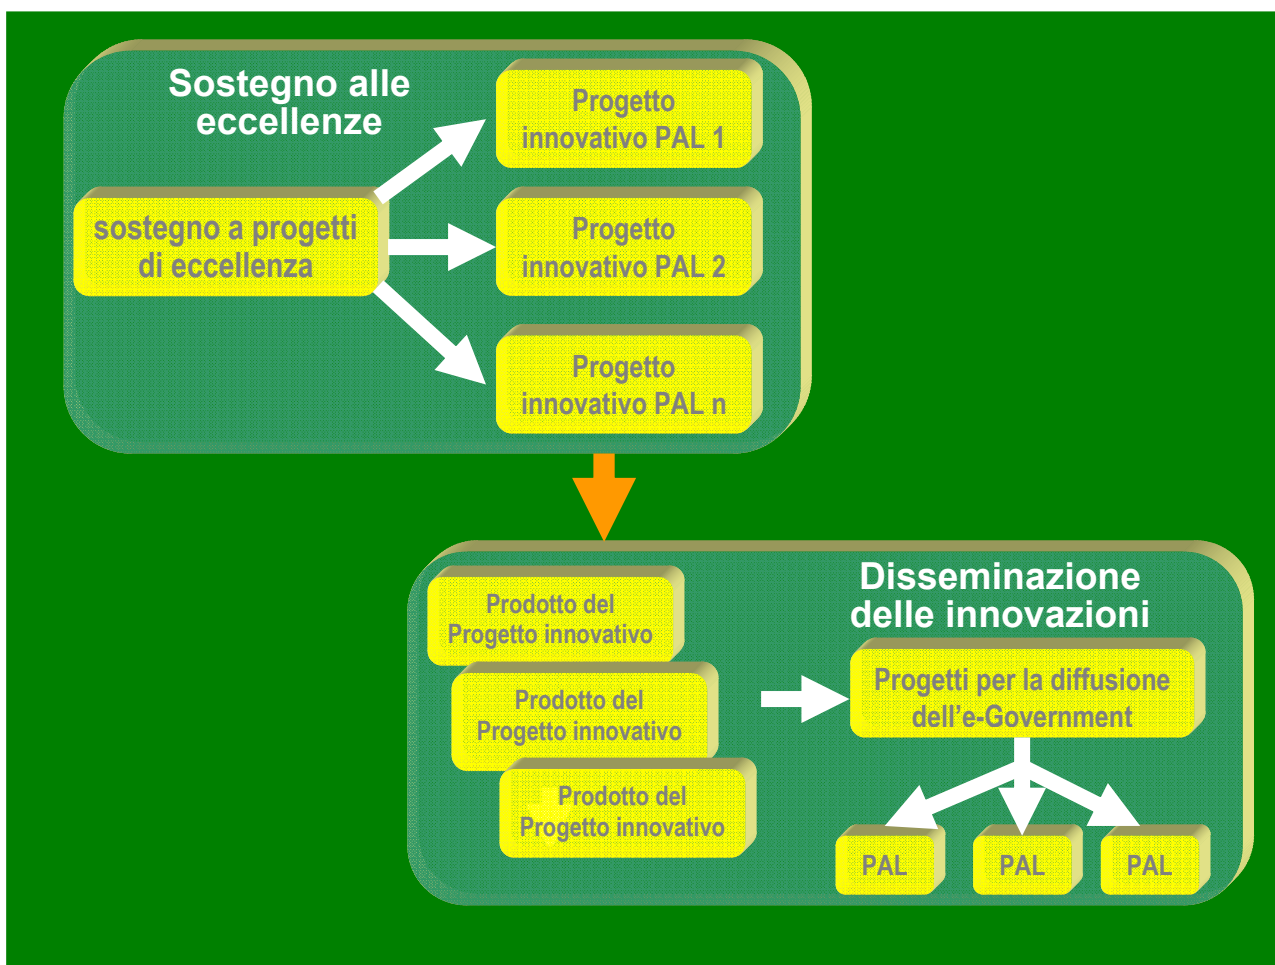 Sostegno alle
eccellenze
sostegno a progetti
di eccellenza
Progetto
innovativo PAL 1
Progetto
innovativo PAL 2
Progetto
innovativo PAL n
Disseminazione
delle innovazioni
Prodotto del
Progetto innovativo
Prodotto del
Progetto innovativo
Prodotto del
Progetto innovativo
Progetti per la diffusione
dell’e-Government
PAL
PAL
PAL